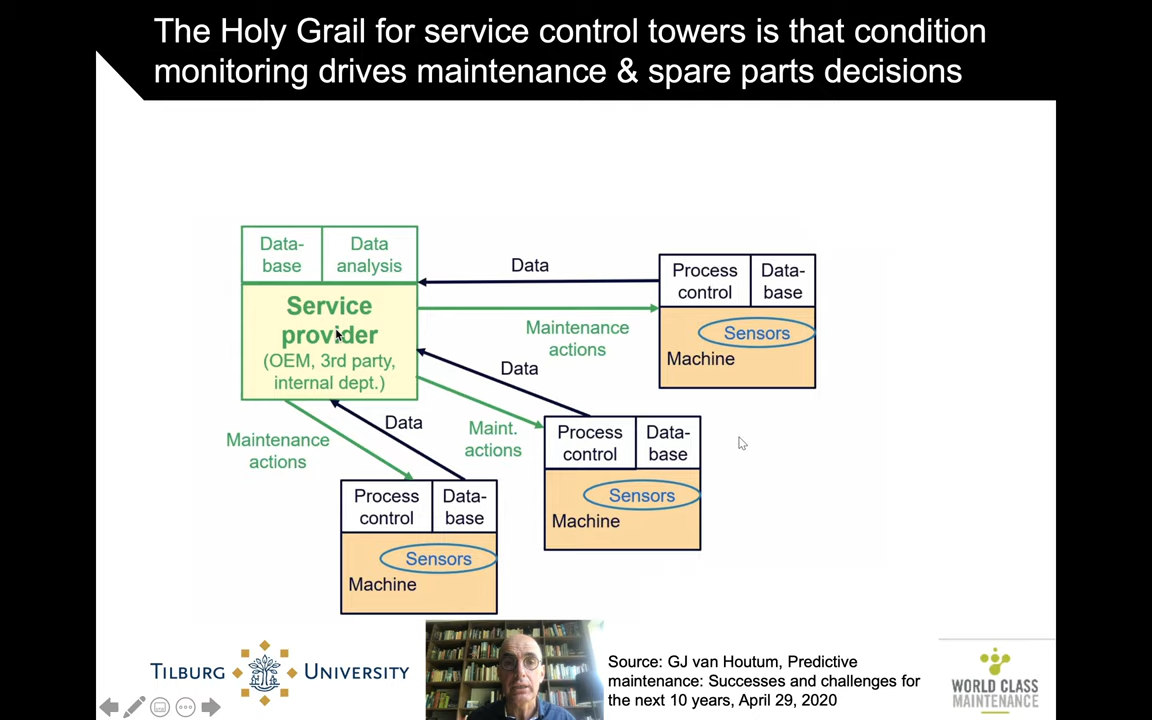 The Holy Grail for service control towers is that condition
monitoring drives maintenance & spare parts decisions
Data-
base
Data
analysis
Service
provider
(OEM, 3rd party,
internal dept.)
Data
Maintenance
actions
Process
control
Data-
base
Sensors
Machine
Data
Maint.
actions
Process
control
Data-
base
Sensors
Machine
Data
Maintenance
actions
Process
control
Data-
base
Sensors
Machine
TILBURG UNIVERSITY
Source: GJ van Houtum, Predictive
maintenance: Successes and challenges for
the next 10 years, April 29, 2020
WORLD CLASS
MAINTENANCE